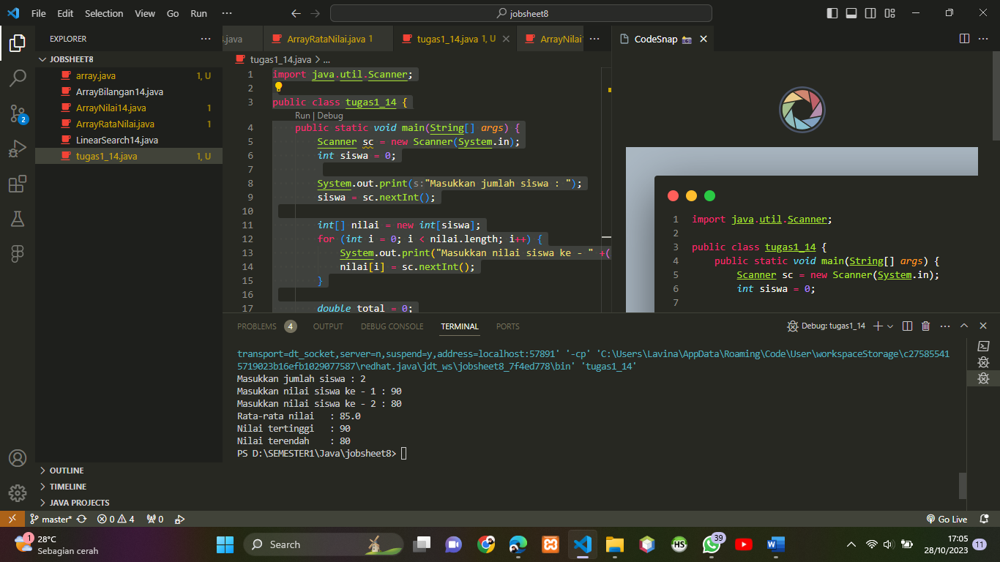 File Edit Selection View Go Run ··· jobsheet8
EXPLORER ···
JOBSHEET8
array.java 1, U
ArrayBilangan14.java
ArrayNilai14.java 1
ArrayRataNilai.java 1
LinearSearch14.java
tugas1_14.java 1, U
OUTLINE
TIMELINE
JAVA PROJECTS
.java ArrayRataNilai.java 1 tugas1_14.java 1, U ArrayNilai1 ···
tugas1_14.java > ...
1 import java.util.Scanner;
2
3 public class tugas1_14 {
Run | Debug
4 public static void main(String[] args) {
5 Scanner sc = new Scanner(System.in);
6 int siswa = 0;
7
8 System.out.print(s:"Masukkan jumlah siswa : ");
9 siswa = sc.nextInt();
10
11 int[] nilai = new int[siswa];
12 for (int i = 0; i < nilai.length; i++) {
13 System.out.print("Masukkan nilai siswa ke - " +(
14 nilai[i] = sc.nextInt();
15 }
16
17 double total = 0;
CodeSnap 📸 ···
1 import java.util.Scanner;
2
3 public class tugas1_14 {
4 public static void main(String[] args) {
5 Scanner sc = new Scanner(System.in);
6 int siswa = 0;
7
PROBLEMS 4 OUTPUT DEBUG CONSOLE TERMINAL PORTS Debug: tugas1_14 ···
transport=dt_socket,server=n,suspend=y,address=localhost:57891' '-cp' 'C:\Users\Lavina\AppData\Roaming\Code\User\workspaceStorage\c27585541
5719023b16efb1029077587\redhat.java\jdt_ws\jobsheet8_7f4ed778\bin' 'tugas1_14'
Masukkan jumlah siswa : 2
Masukkan nilai siswa ke - 1 : 90
Masukkan nilai siswa ke - 2 : 80
Rata-rata nilai : 85.0
Nilai tertinggi : 90
Nilai terendah : 80
PS D:\SEMESTER1\Java\jobsheet8>
2
master* 0 4 0 Go Live
1
28°C
Sebagian cerah
Search
HS
39
W
17:05
28/10/2023
11